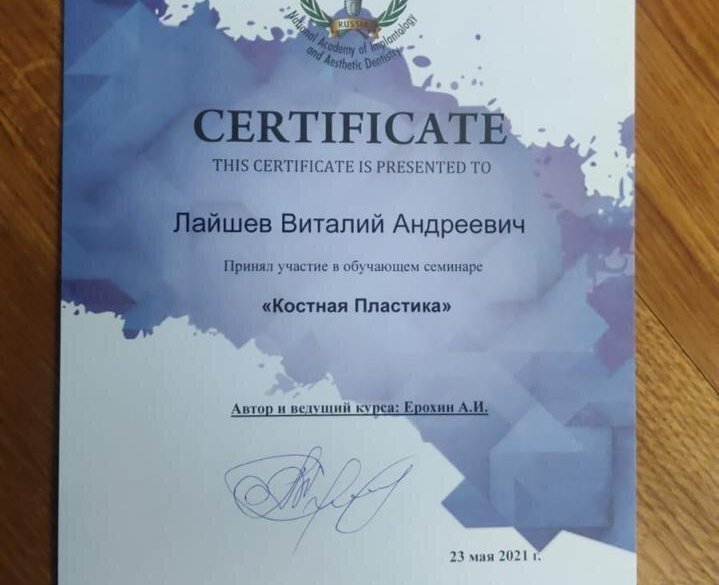 RUSSIA
National Academy of Implantology
and Aesthetic Dentistry
CERTIFICATE
THIS CERTIFICATE IS PRESENTED TO
Лайшев Виталий Андреевич
Принял участие в обучающем семинаре
«Костная Пластика»
Автор и ведущий курса: Ерохин А.И.
23 мая 2021 г.